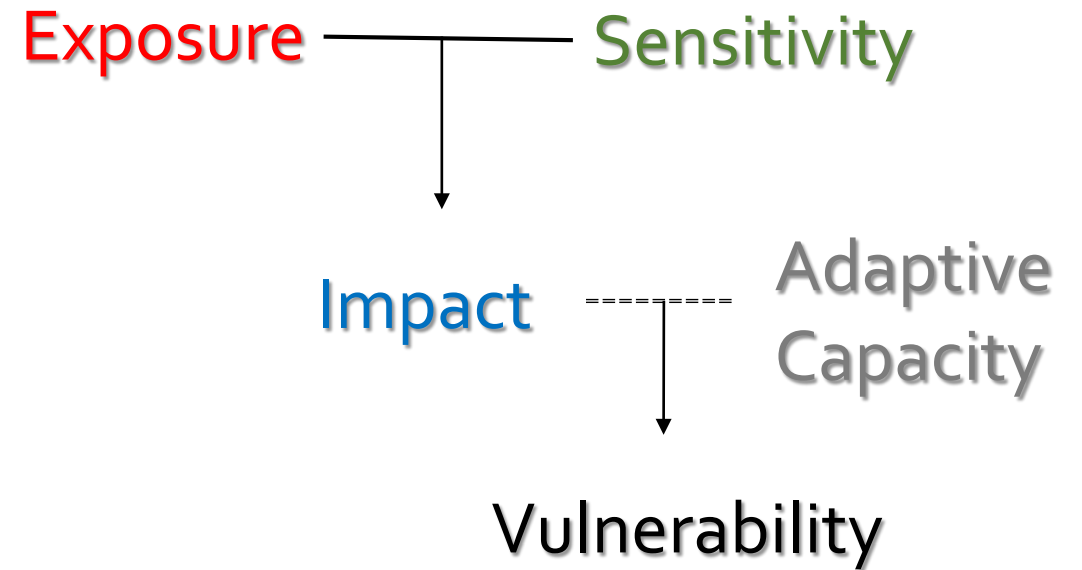 Exposure
Sensitivity
Impact
Adaptive
Capacity
Vulnerability